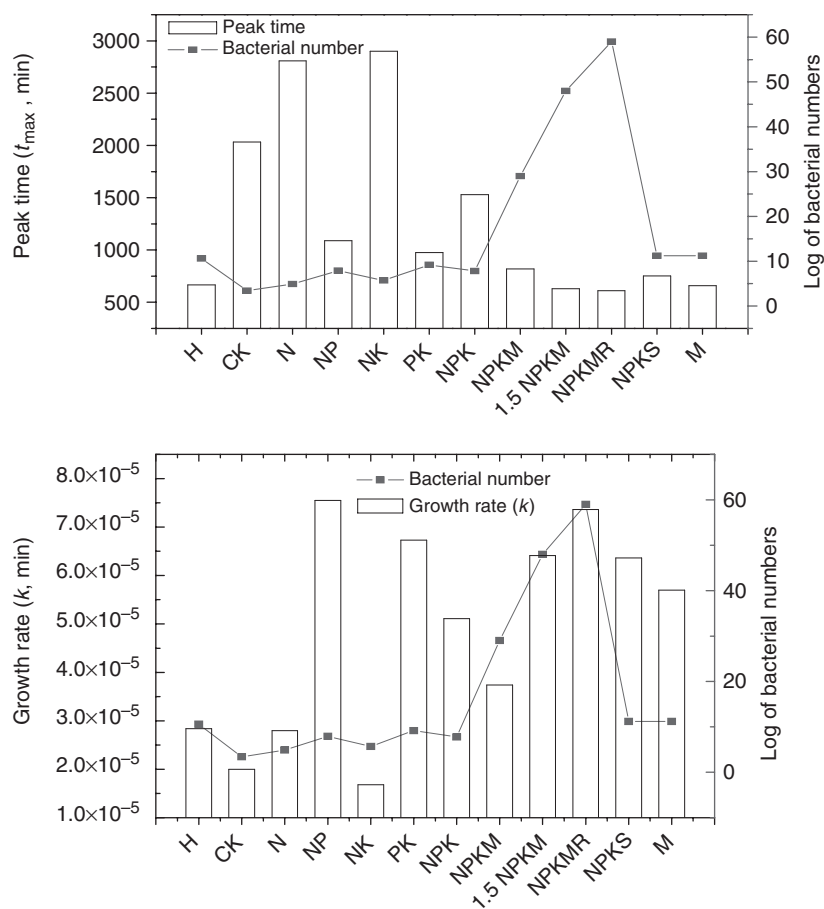 Peak time
Bacterial number
Peak time (t_max , min)
3000
2500
2000
1500
1000
500
60
50
40
30
20
10
0
Log of bacterial numbers
H CK N NP NK PK NPK NPKM 1.5 NPKM NPKMR NPKS M
Bacterial number
Growth rate (k)
Growth rate (k, min)
8.0×10⁻⁵
7.0×10⁻⁵
6.0×10⁻⁵
5.0×10⁻⁵
4.0×10⁻⁵
3.0×10⁻⁵
2.0×10⁻⁵
1.0×10⁻⁵
60
40
20
0
Log of bacterial numbers
H CK N NP NK PK NPK NPKM 1.5 NPKM NPKMR NPKS M